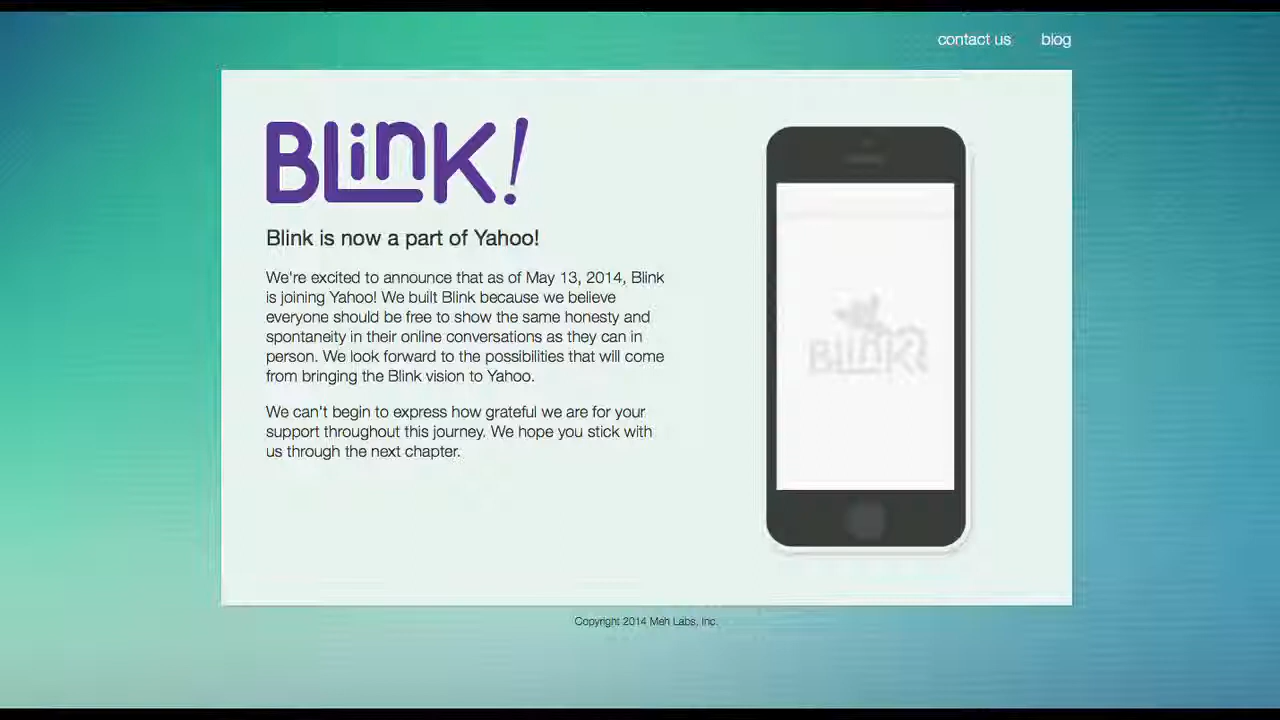 contact us blog
BLinK!
Blink is now a part of Yahoo!
We're excited to announce that as of May 13, 2014, Blink
is joining Yahoo! We built Blink because we believe
everyone should be free to show the same honesty and
spontaneity in their online conversations as they can in
person. We look forward to the possibilities that will come
from bringing the Blink vision to Yahoo.
We can't begin to express how grateful we are for your
support throughout this journey. We hope you stick with
us through the next chapter.
BLinK
Copyright 2014 Meh Labs, Inc.